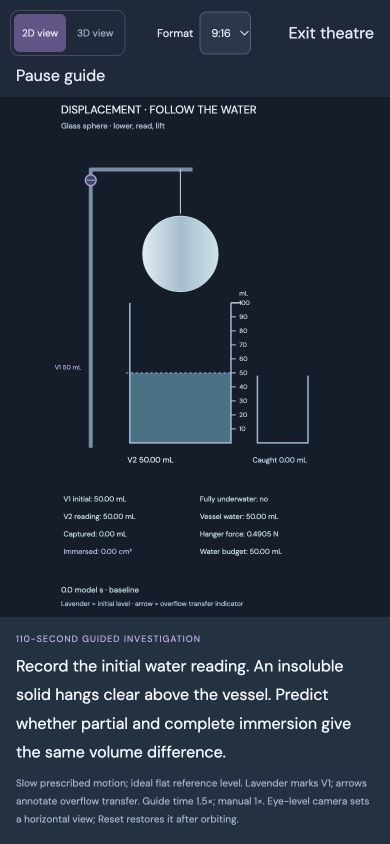 2D view 3D view Format 9:16 Exit theatre
Pause guide
DISPLACEMENT · FOLLOW THE WATER
Glass sphere · lower, read, lift
mL
100
90
80
70
60
V1 50 mL 50
40
30
20
10
V2 50.00 mL Caught 0.00 mL
V1 initial: 50.00 mL Fully underwater: no
V2 reading: 50.00 mL Vessel water: 50.00 mL
Captured: 0.00 mL Hanger force: 0.4905 N
Immersed: 0.00 cm³ Water budget: 50.00 mL
0.0 model s · baseline
Lavender = initial level · arrow = overflow transfer indicator
110-SECOND GUIDED INVESTIGATION
Record the initial water reading. An insoluble
solid hangs clear above the vessel. Predict
whether partial and complete immersion give
the same volume difference.
Slow prescribed motion; ideal flat reference level. Lavender marks V1; arrows
annotate overflow transfer. Guide time 1.5×; manual 1×. Eye-level camera sets
a horizontal view; Reset restores it after orbiting.